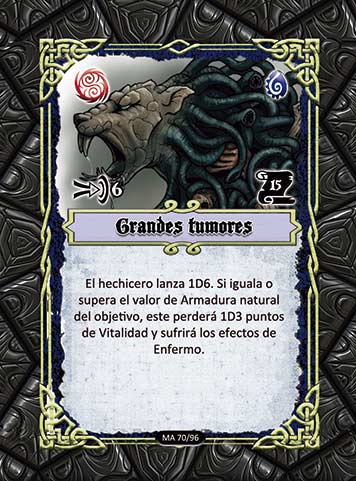 6
15
Grandes tumores
El hechicero lanza 1D6. Si iguala o
supera el valor de Armadura natural
del objetivo, este perderá 1D3 puntos
de Vitalidad y sufrirá los efectos de
Enfermo.
MA 70/96